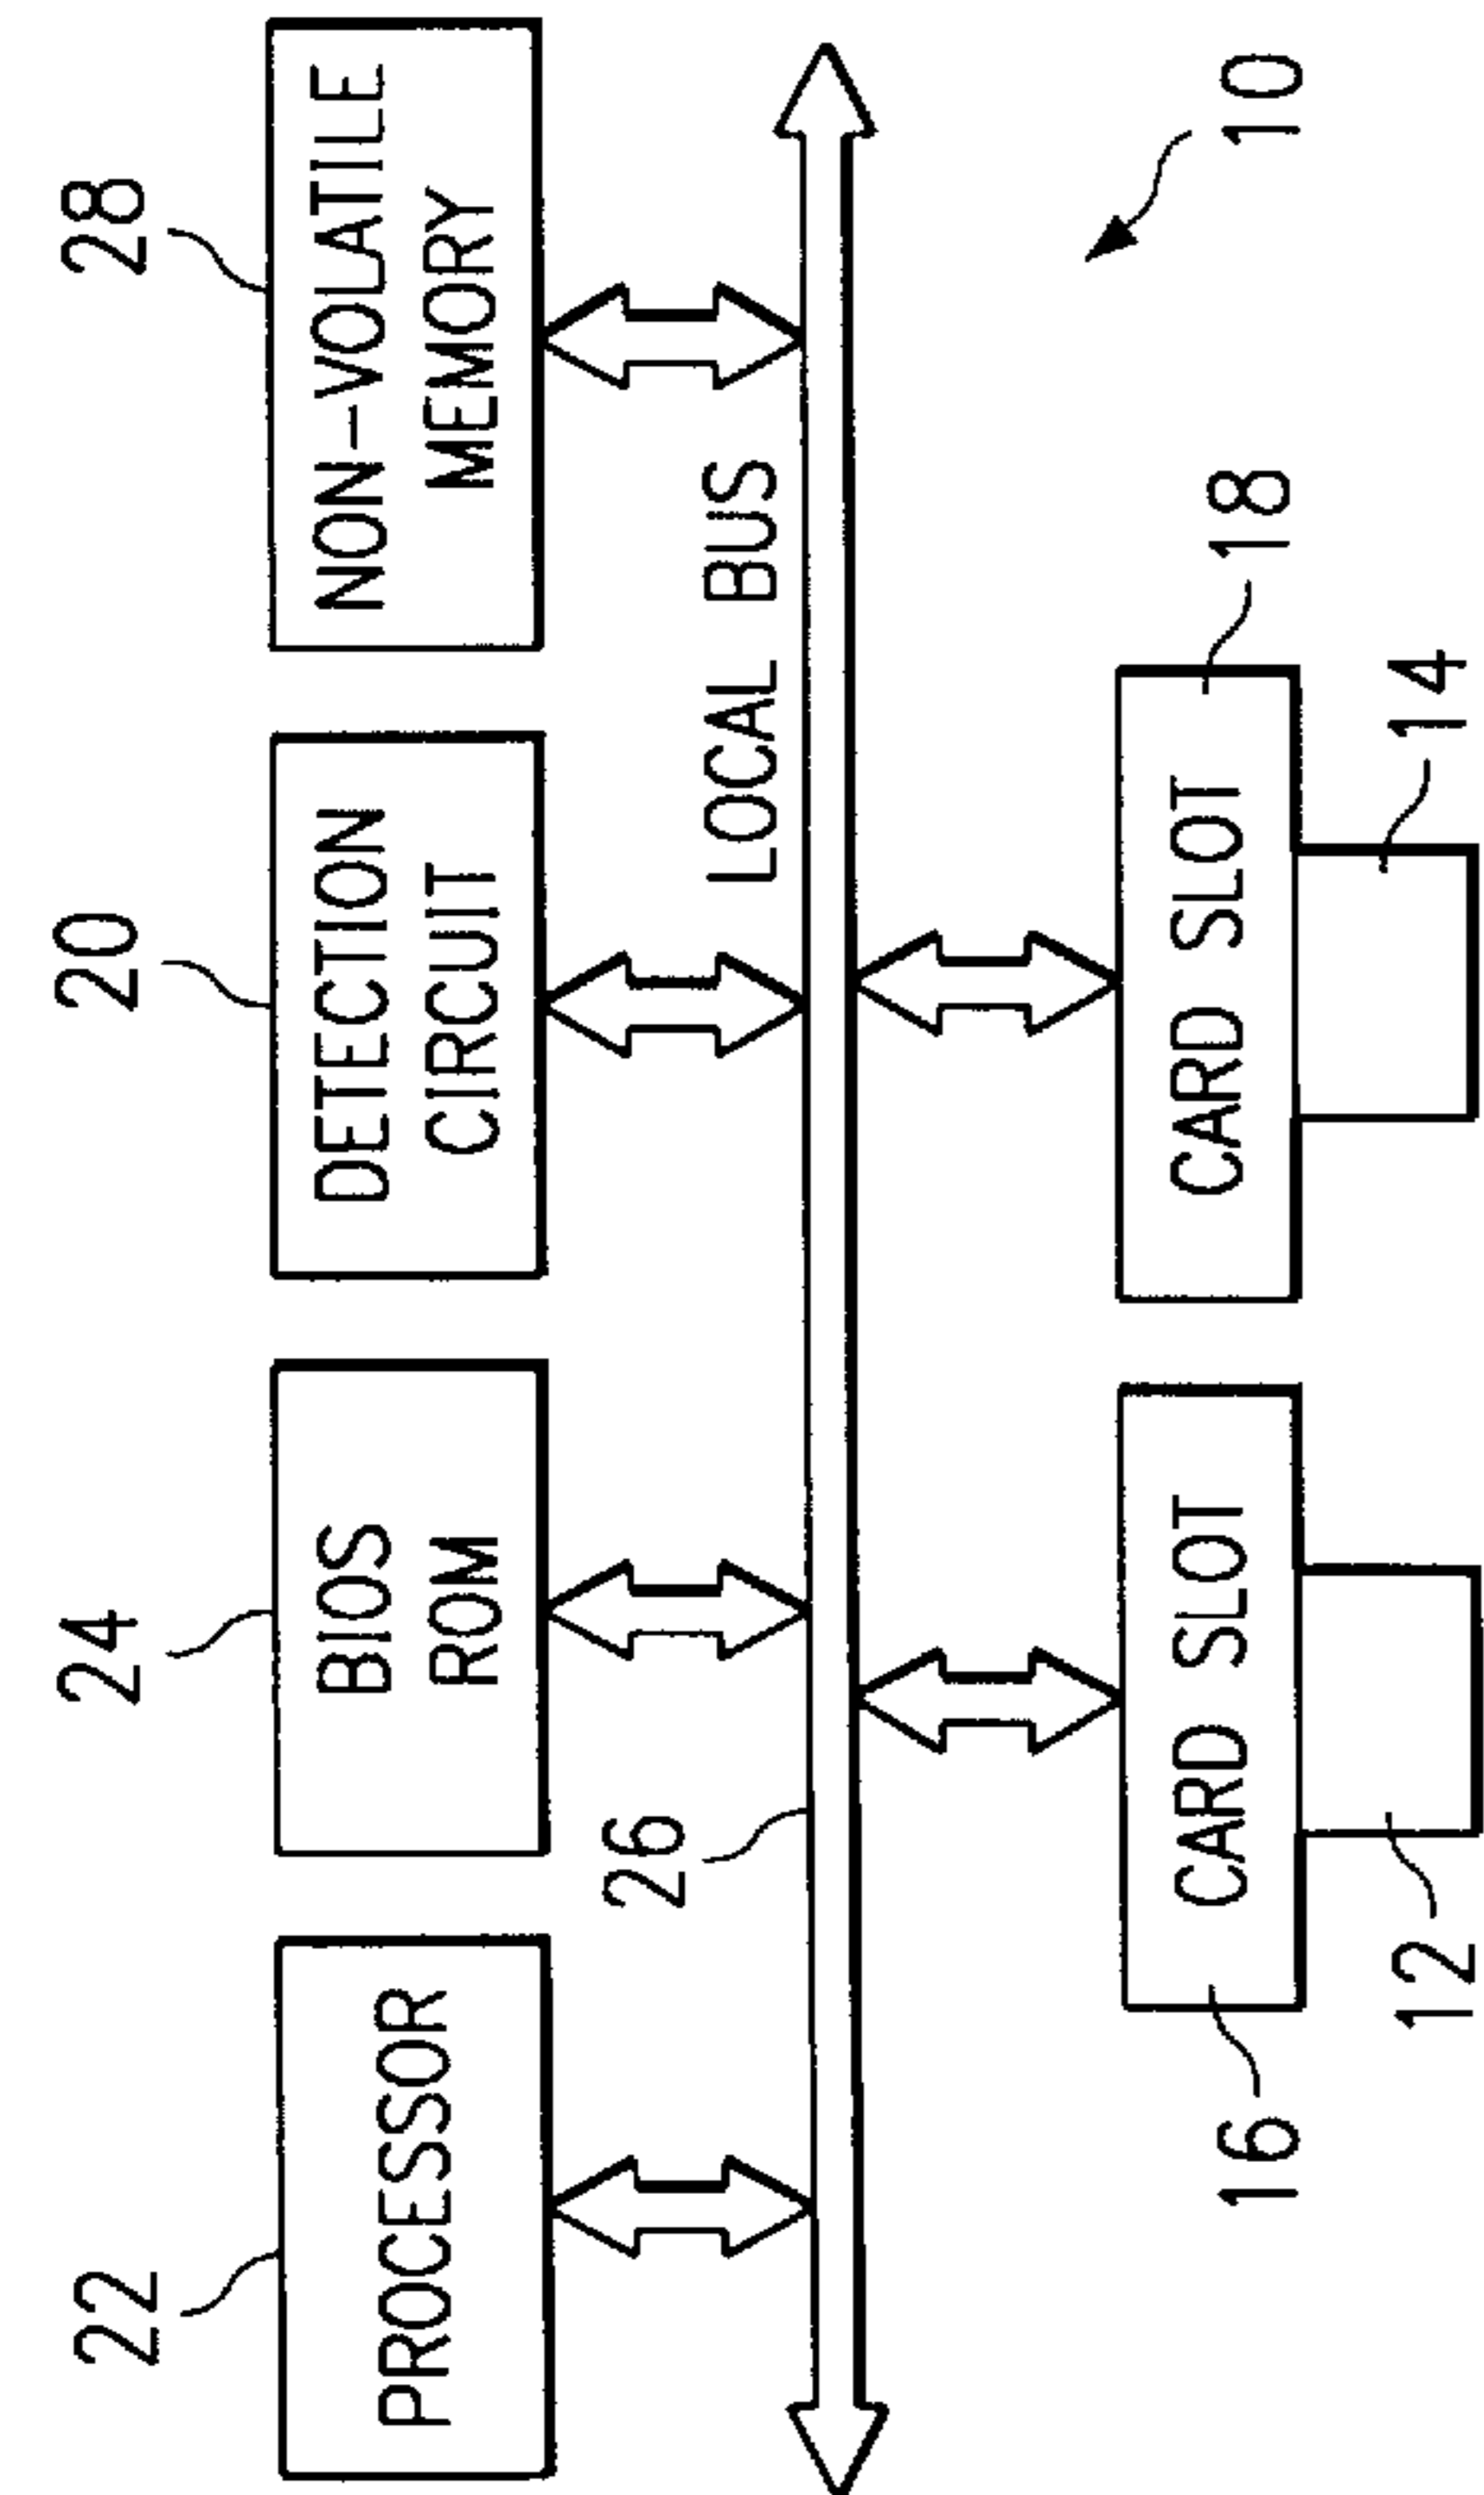 22
24
20
28
PROCESSOR
BIOS
ROM
DETECTION
CIRCUIT
NON-VOLATILE
MEMORY
26
LOCAL BUS
CARD SLOT
CARD SLOT
16
18
10
12
14